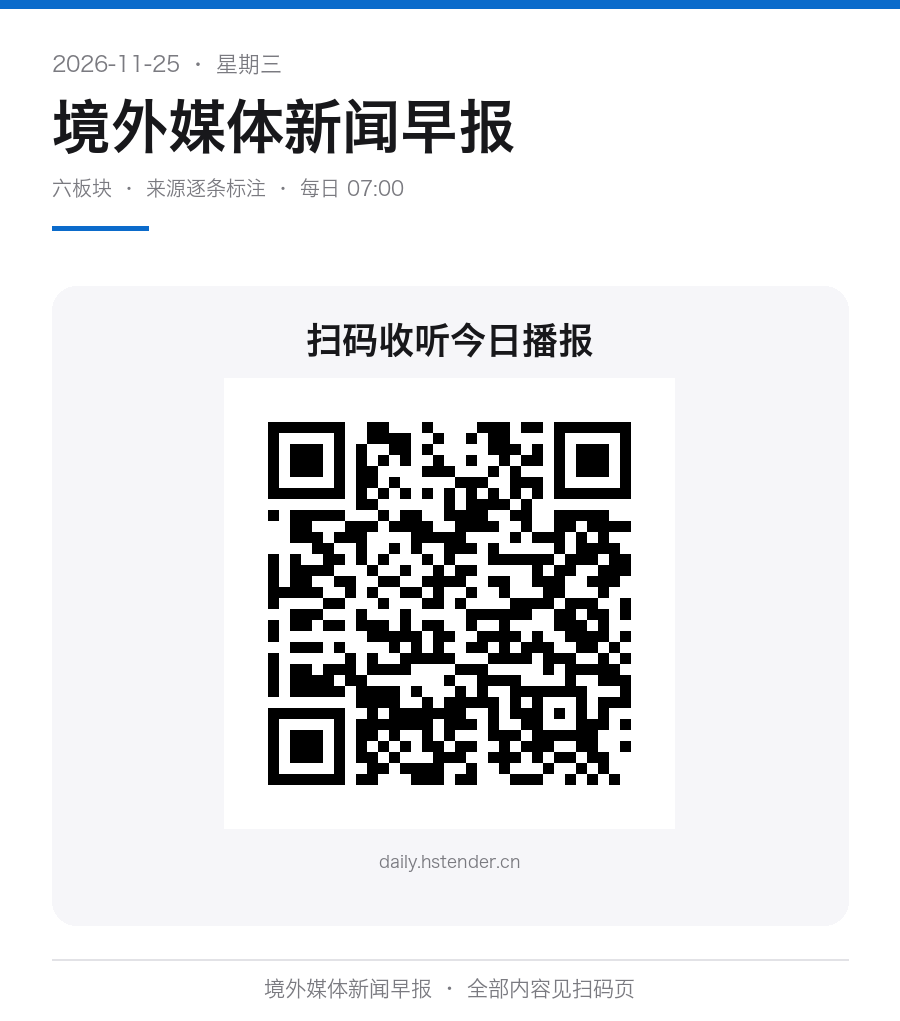 2026-11-25 · 星期三
境外媒体新闻早报
六板块 · 来源逐条标注 · 每日 07:00
扫码收听今日播报
daily.hstender.cn
境外媒体新闻早报 · 全部内容见扫码页